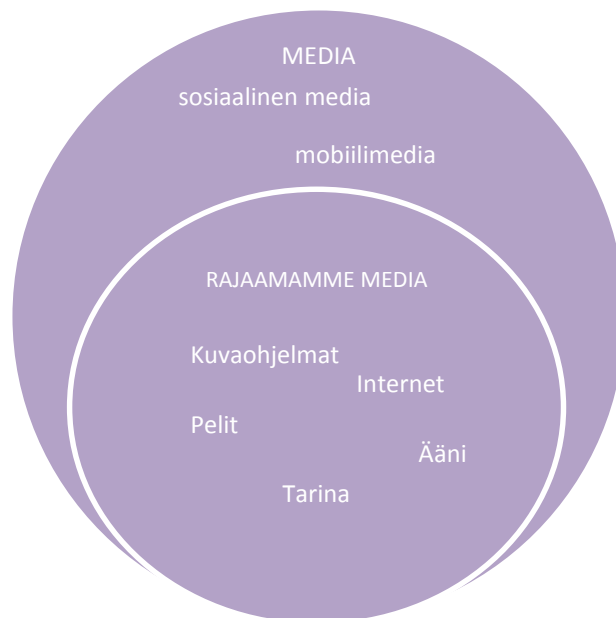 MEDIA
sosiaalinen media
mobiilimedia
RAJAAMAMME MEDIA
Kuvaohjelmat
Internet
Pelit
Ääni
Tarina